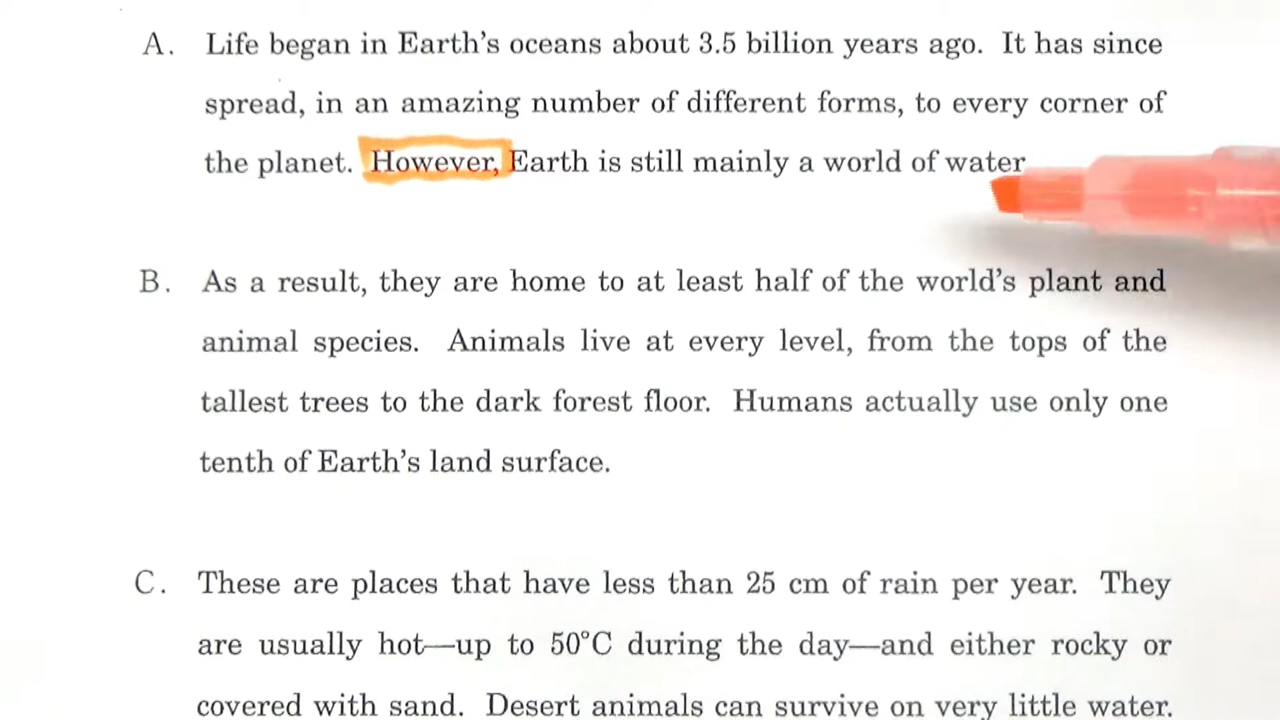 A. Life began in Earth's oceans about 3.5 billion years ago. It has since
spread, in an amazing number of different forms, to every corner of
the planet. However, Earth is still mainly a world of water
B. As a result, they are home to at least half of the world's plant and
animal species. Animals live at every level, from the tops of the
tallest trees to the dark forest floor. Humans actually use only one
tenth of Earth's land surface.
C. These are places that have less than 25 cm of rain per year. They
are usually hot—up to 50°C during the day—and either rocky or
covered with sand. Desert animals can survive on very little water.